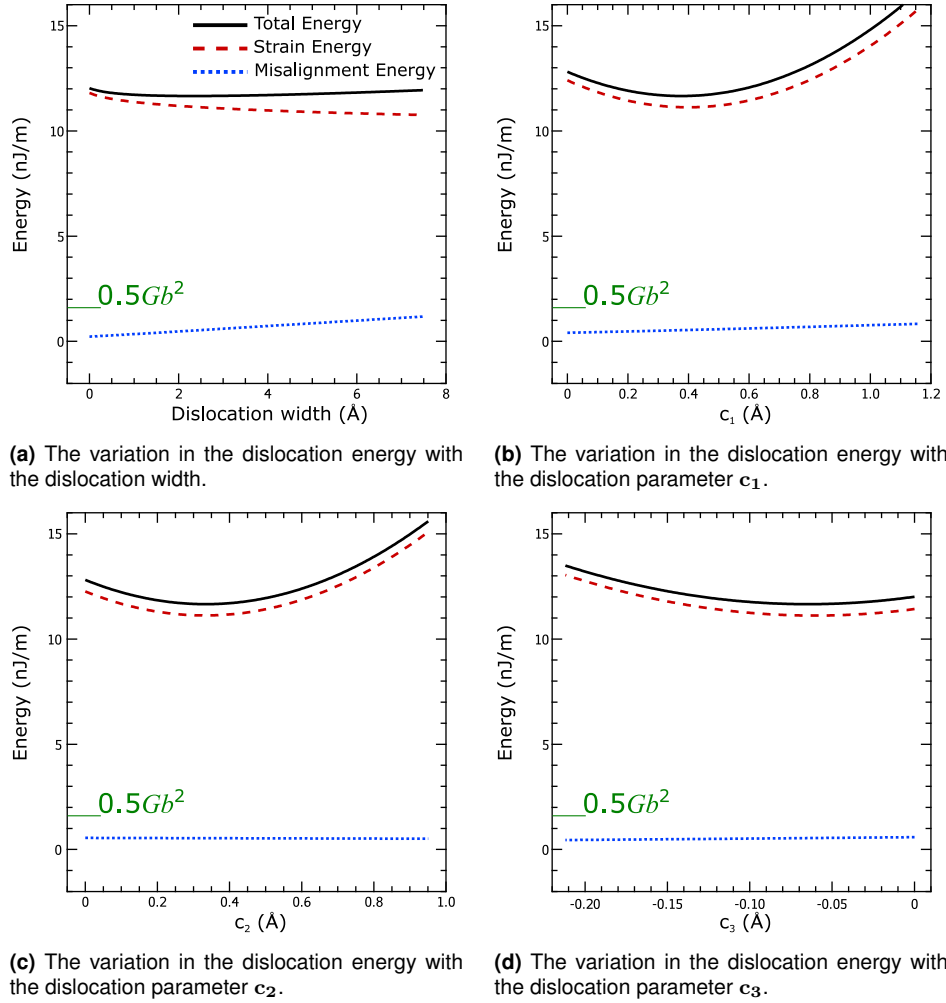 Total Energy
Strain Energy
Misalignment Energy
Energy (nJ/m)
15
10
5
0
0.5Gb²
0 2 4 6 8
Dislocation width (Å)
(a) The variation in the dislocation energy with
the dislocation width.
Energy (nJ/m)
15
10
5
0
0.5Gb²
0 0.2 0.4 0.6 0.8 1.0 1.2
c₁ (Å)
(b) The variation in the dislocation energy with
the dislocation parameter c₁.
Energy (nJ/m)
15
10
5
0
0.5Gb²
0 0.2 0.4 0.6 0.8 1.0
c₂ (Å)
(c) The variation in the dislocation energy with
the dislocation parameter c₂.
Energy (nJ/m)
15
10
5
0
0.5Gb²
-0.20 -0.15 -0.10 -0.05 0
c₃ (Å)
(d) The variation in the dislocation energy with
the dislocation parameter c₃.